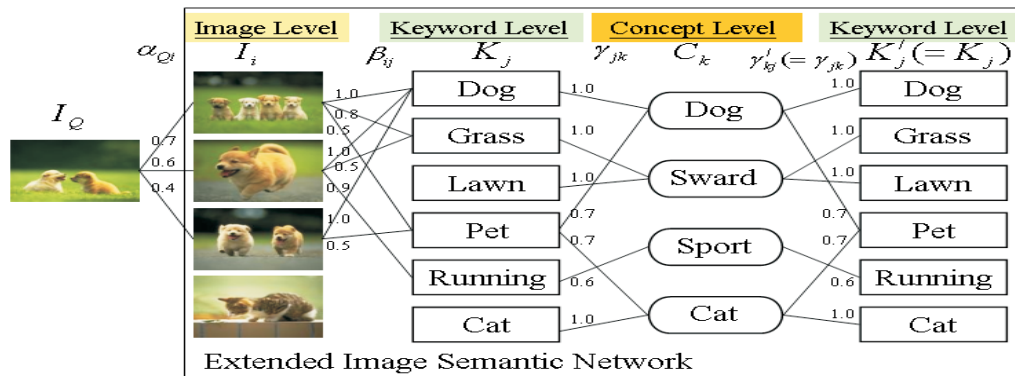 Image Level Keyword Level Concept Level Keyword Level
α_Qi I_i β_ij K_j γ_jk C_k γ'_kj (= γ_jk) K'_j (= K_j)
I_Q
0.7
0.6
0.4
1.0
0.8
0.5
1.0
0.5
0.9
1.0
0.5
Dog
Grass
Lawn
Pet
Running
Cat
1.0
1.0
1.0
0.7
0.7
0.6
1.0
Dog
Sward
Sport
Cat
1.0
1.0
1.0
0.7
0.7
0.6
1.0
Dog
Grass
Lawn
Pet
Running
Cat
Extended Image Semantic Network